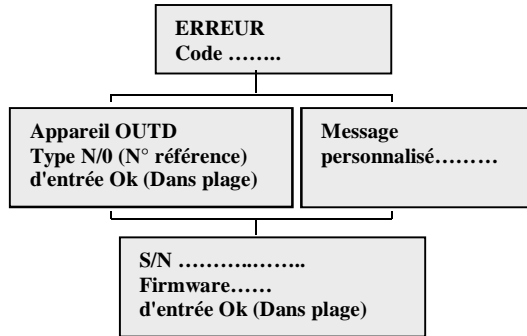 ERREUR
Code ……..
Appareil OUTD
Type N/0 (N° référence)
d'entrée Ok (Dans plage)
Message
personnalisé………
S/N ………..……..
Firmware……
d'entrée Ok (Dans plage)